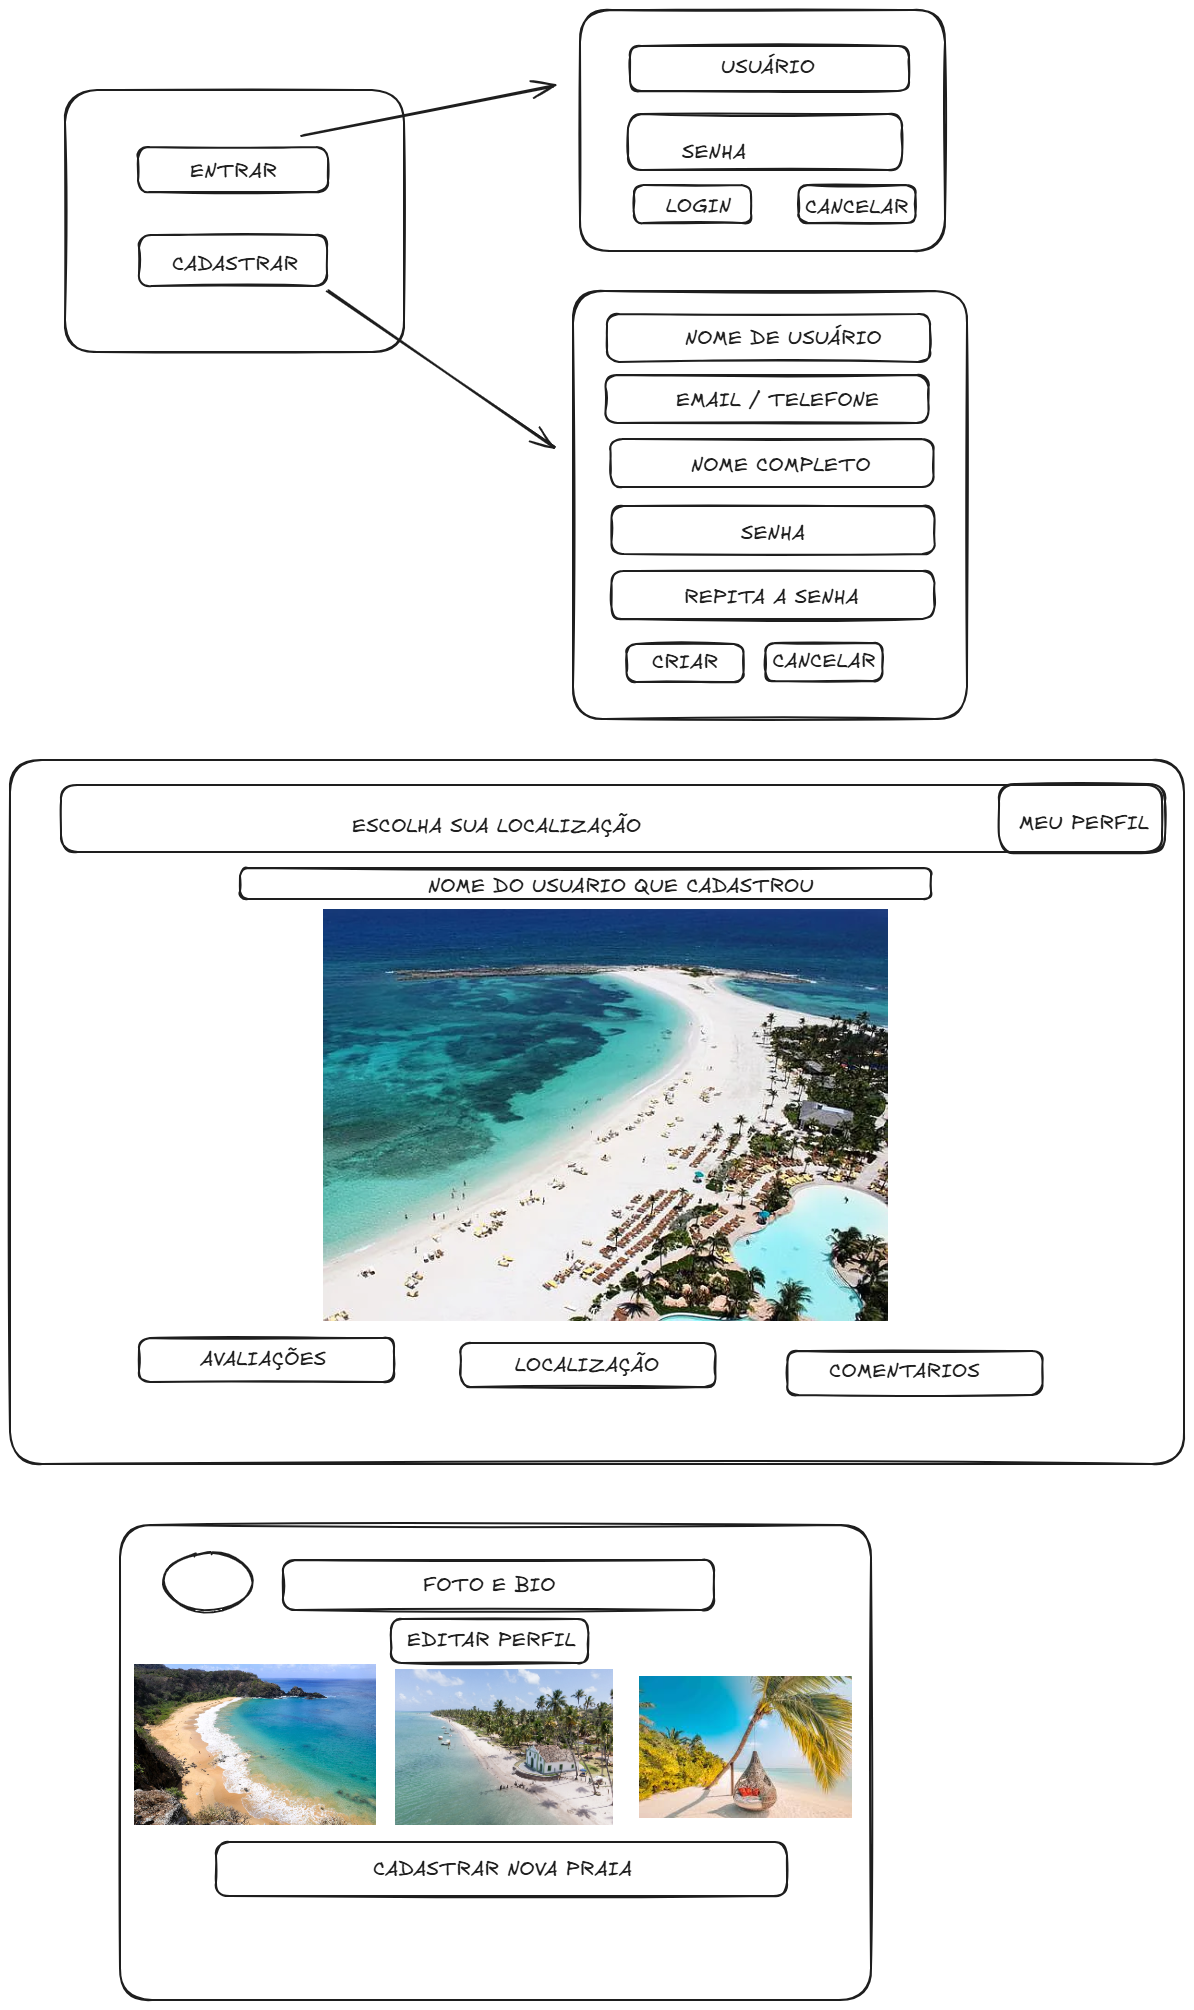 ENTRAR
CADASTRAR
USUÁRIO
SENHA
LOGIN
CANCELAR
NOME DE USUÁRIO
EMAIL / TELEFONE
NOME COMPLETO
SENHA
REPITA A SENHA
CRIAR
CANCELAR
ESCOLHA SUA LOCALIZAÇÃO
MEU PERFIL
NOME DO USUARIO QUE CADASTROU
AVALIAÇÕES
LOCALIZAÇÃO
COMENTARIOS
FOTO E BIO
EDITAR PERFIL
CADASTRAR NOVA PRAIA